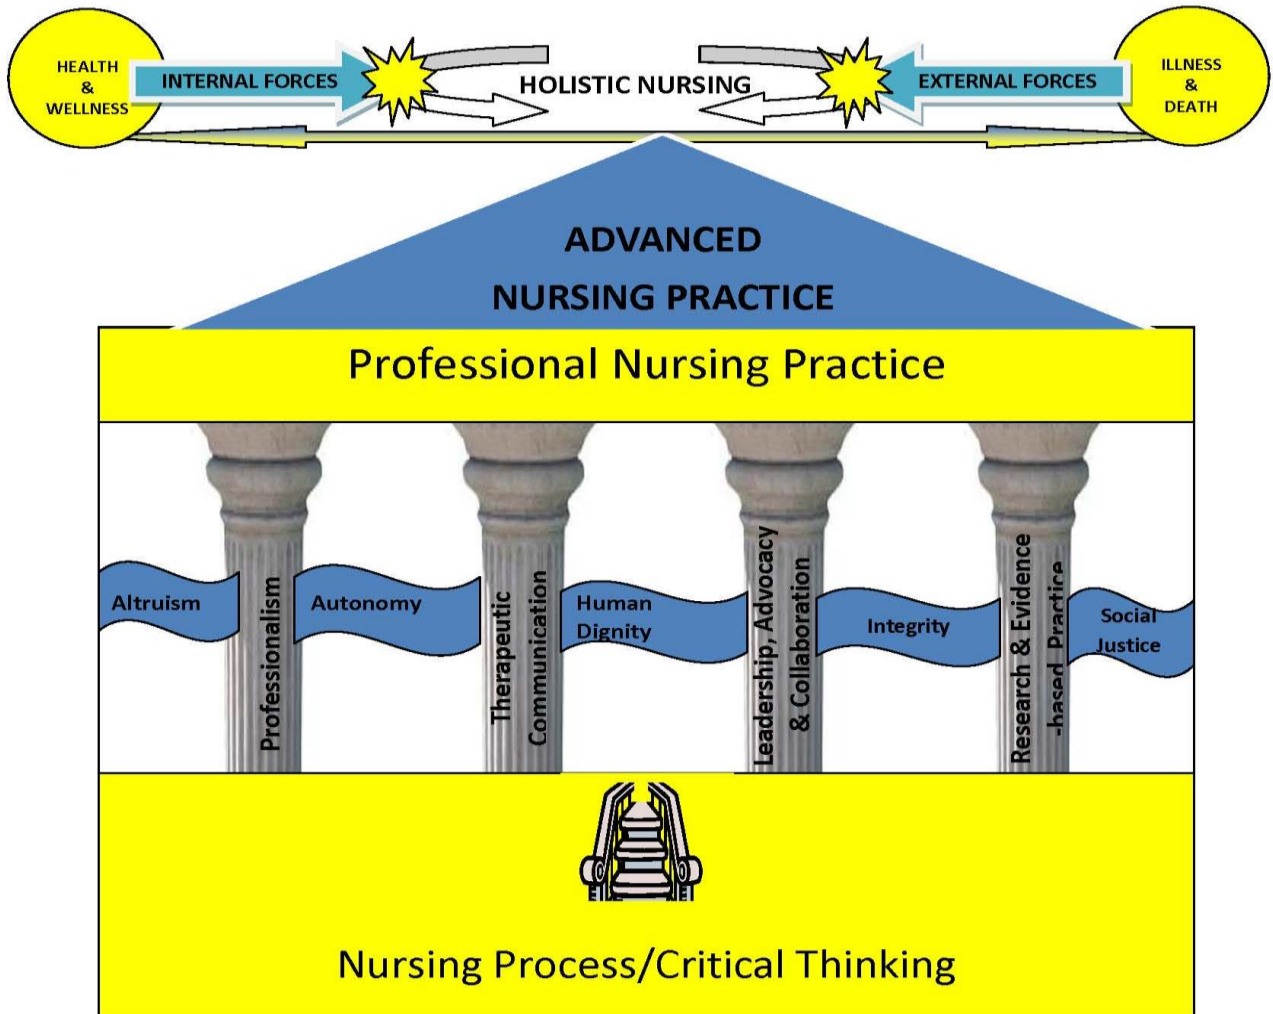 HEALTH
&
WELLNESS
INTERNAL FORCES
HOLISTIC NURSING
EXTERNAL FORCES
ILLNESS
&
DEATH
ADVANCED
NURSING PRACTICE
Professional Nursing Practice
Altruism
Professionalism
Autonomy
Therapeutic
Communication
Human
Dignity
Leadership, Advocacy
& Collaboration
Integrity
Research & Evidence
-based Practice
Social
Justice
Nursing Process/Critical Thinking